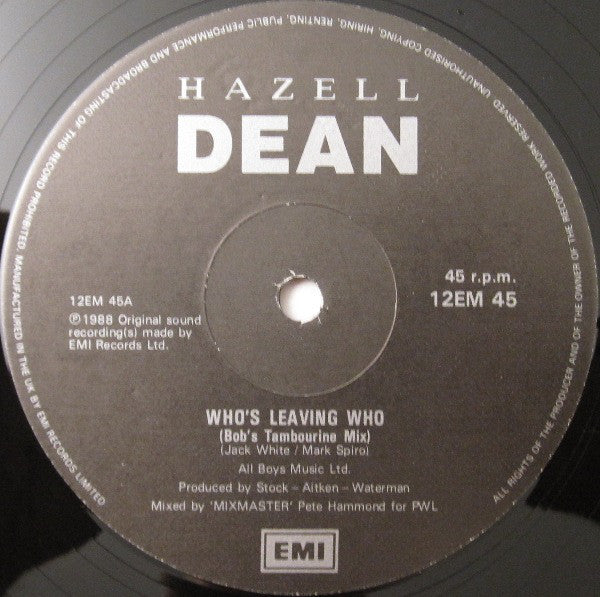 HAZELL
DEAN
45 r.p.m.
12EM 45
12EM 45A
℗1988 Original sound
recording(s) made by
EMI Records Ltd.
WHO'S LEAVING WHO
(Bob's Tambourine Mix)
(Jack White / Mark Spiro)
All Boys Music Ltd.
Produced by Stock – Aitken – Waterman
Mixed by 'MIXMASTER' Pete Hammond for PWL
EMI
ALL RIGHTS OF THE PRODUCER AND OF THE OWNER OF THE RECORDED WORK RESERVED. UNAUTHORISED COPYING, HIRING, RENTING, PUBLIC PERFORMANCE AND BROADCASTING OF THIS RECORD PROHIBITED. MANUFACTURED IN THE UK BY EMI RECORDS LIMITED